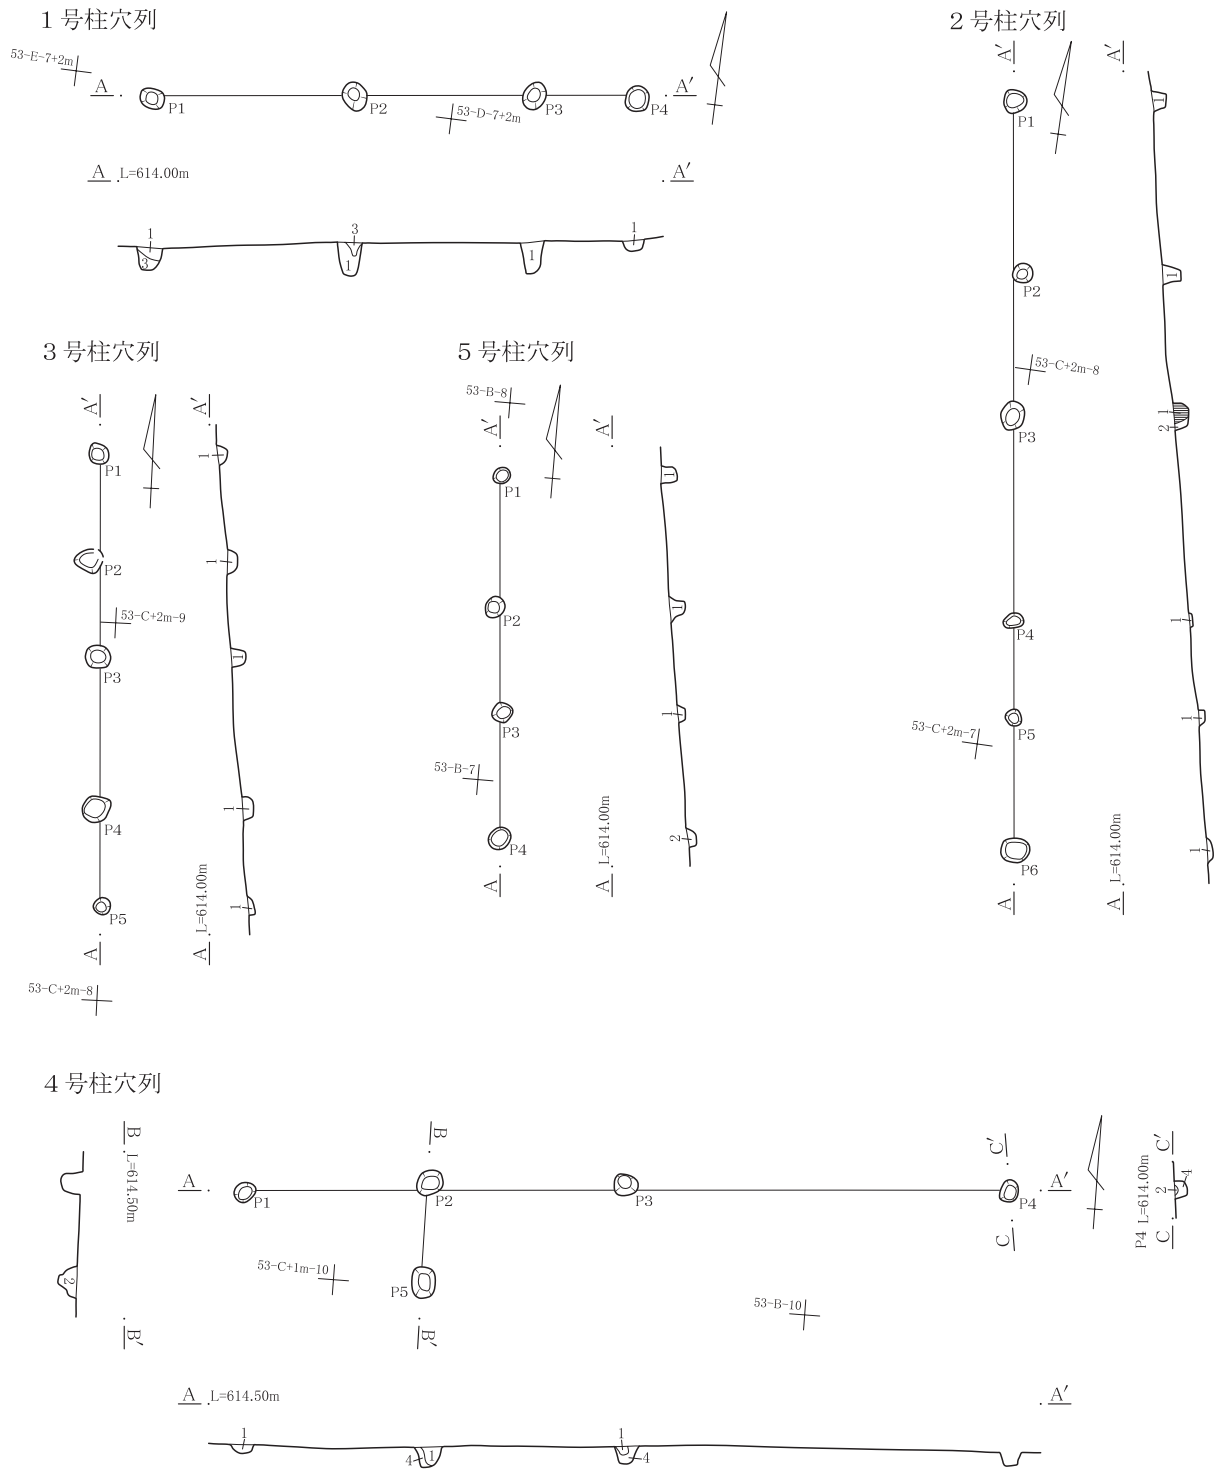 1号柱穴列
53-E-7+2m
A
P1
P2
P3
P4
A′
53-D-7+2m
A
L=614.00m
A′
1
3
3
1
1
1
2号柱穴列
A′
A′
P1
1
P2
1
53-C+2m-8
P3
1
2
P4
1
P5
1
53-C+2m-7
P6
1
A
A
L=614.00m
3号柱穴列
A′
A′
P1
1
P2
1
53-C+2m-9
P3
1
P4
1
P5
1
A
A
L=614.00m
53-C+2m-8
5号柱穴列
53-B-8
A′
A′
P1
1
P2
1
P3
1
53-B-7
P4
2
A
A
L=614.00m
4号柱穴列
B
L=614.50m
2
B′
A
P1
P2
P3
P4
A′
B
P5
B′
C′
C
53-C+1m-10
53-B-10
P4 L=614.00m
C′
4
2
C
A
L=614.50m
A′
1
4
1
1
4